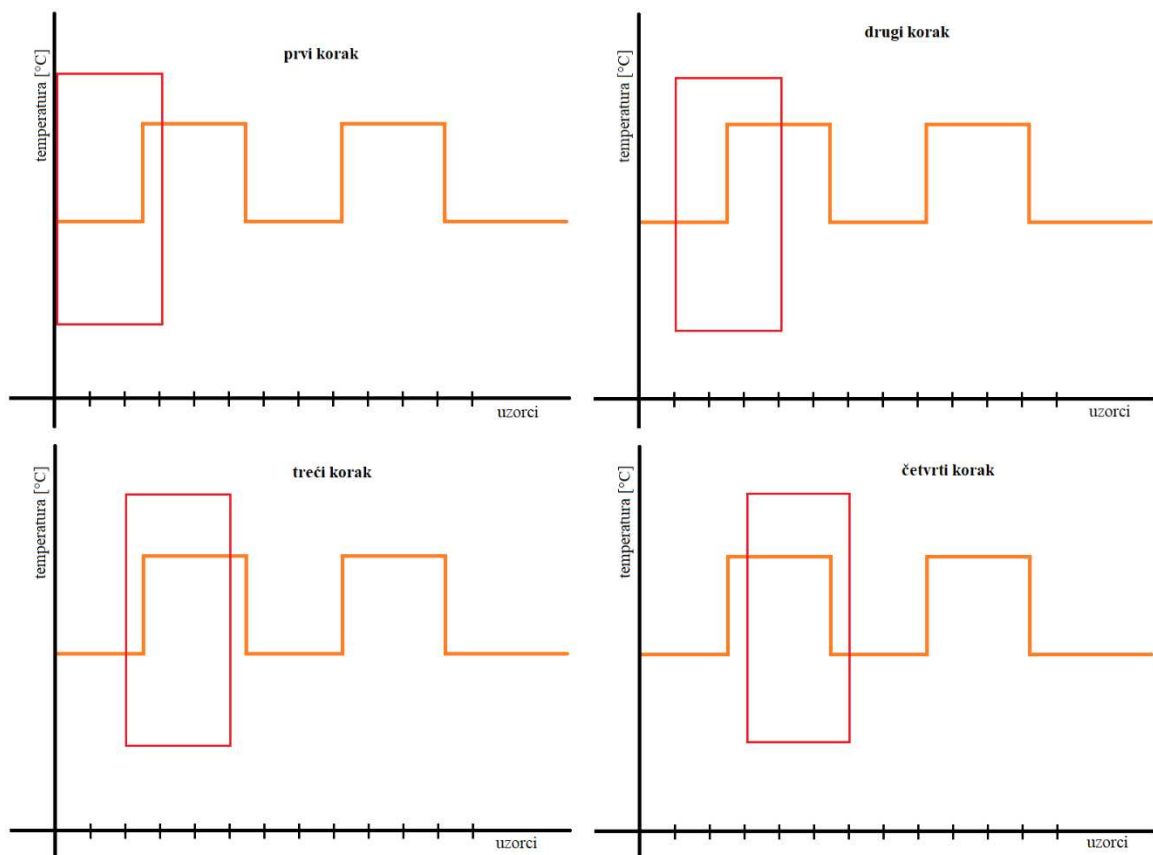 prvi korak
temperatura [°C]
uzorci
drugi korak
temperatura [°C]
uzorci
treći korak
temperatura [°C]
uzorci
četvrti korak
temperatura [°C]
uzorci